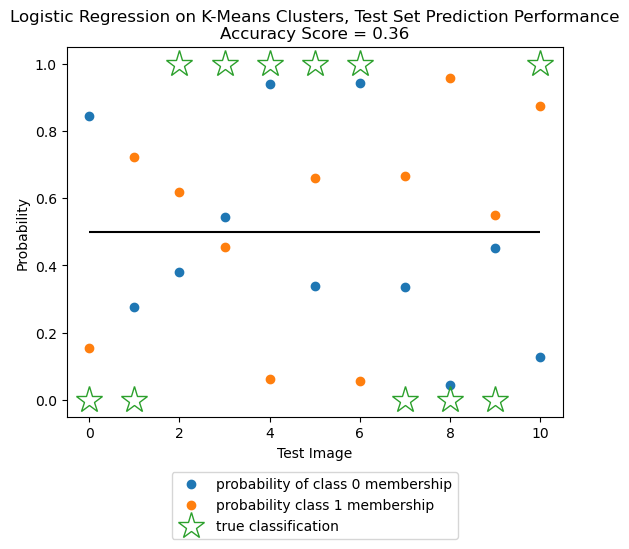 Logistic Regression on K-Means Clusters, Test Set Prediction Performance
Accuracy Score = 0.36
1.0
0.8
0.6
0.4
0.2
0.0
Probability
0 2 4 6 8 10
Test Image
probability of class 0 membership
probability class 1 membership
true classification